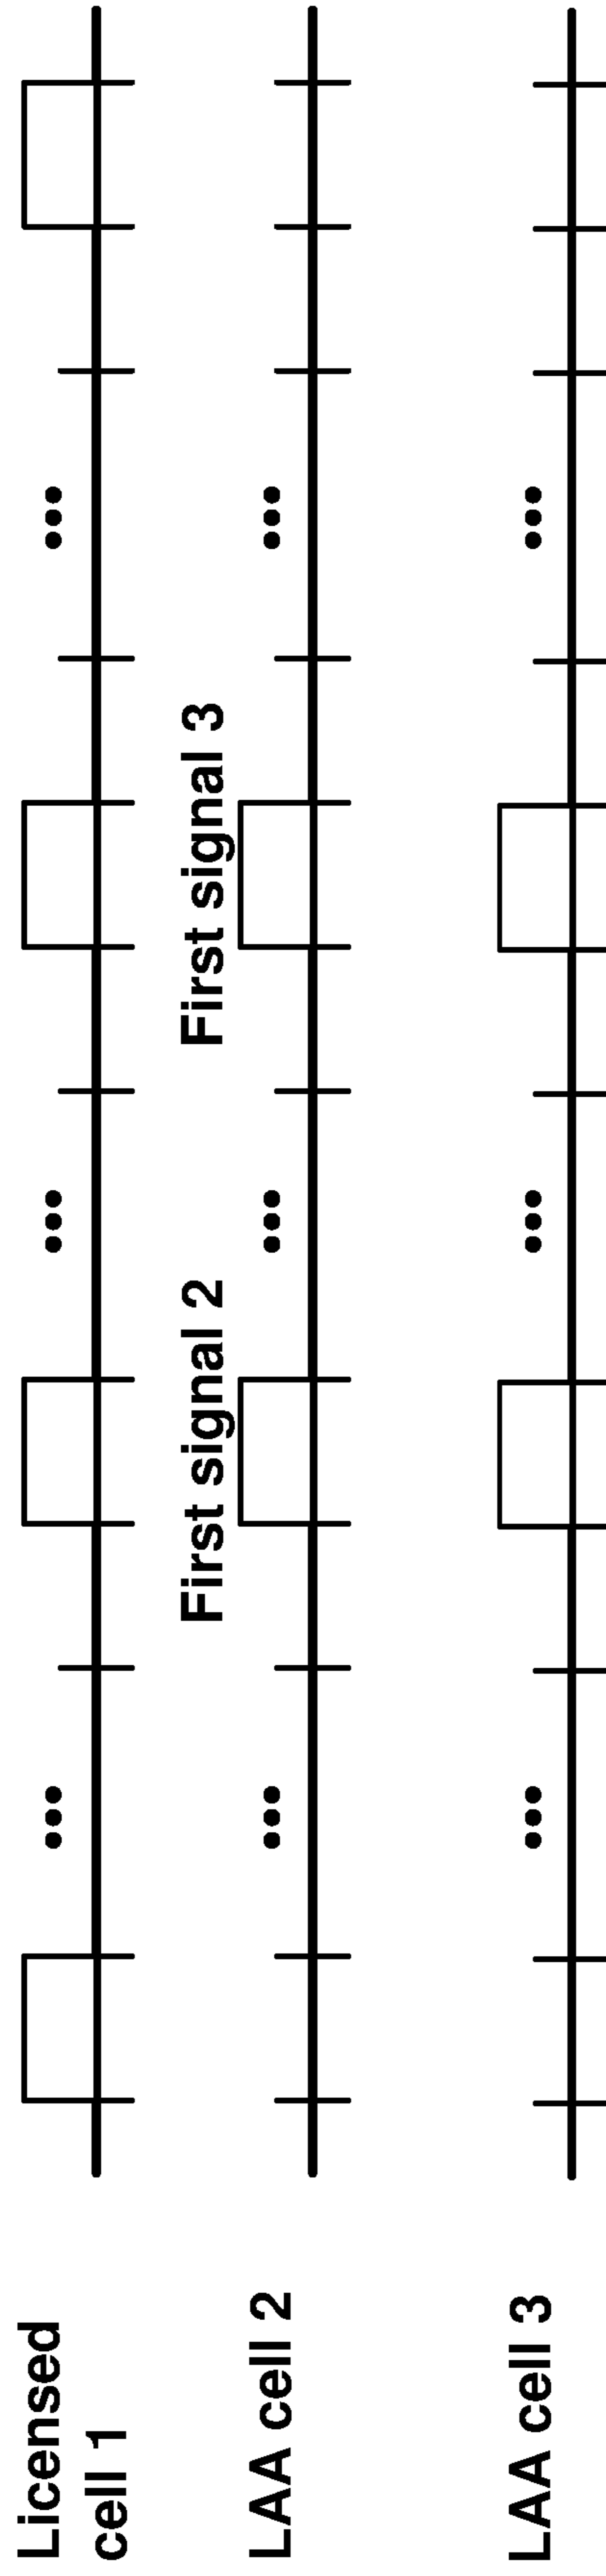 Licensed
cell 1
First signal 2
First signal 3
LAA cell 2
LAA cell 3